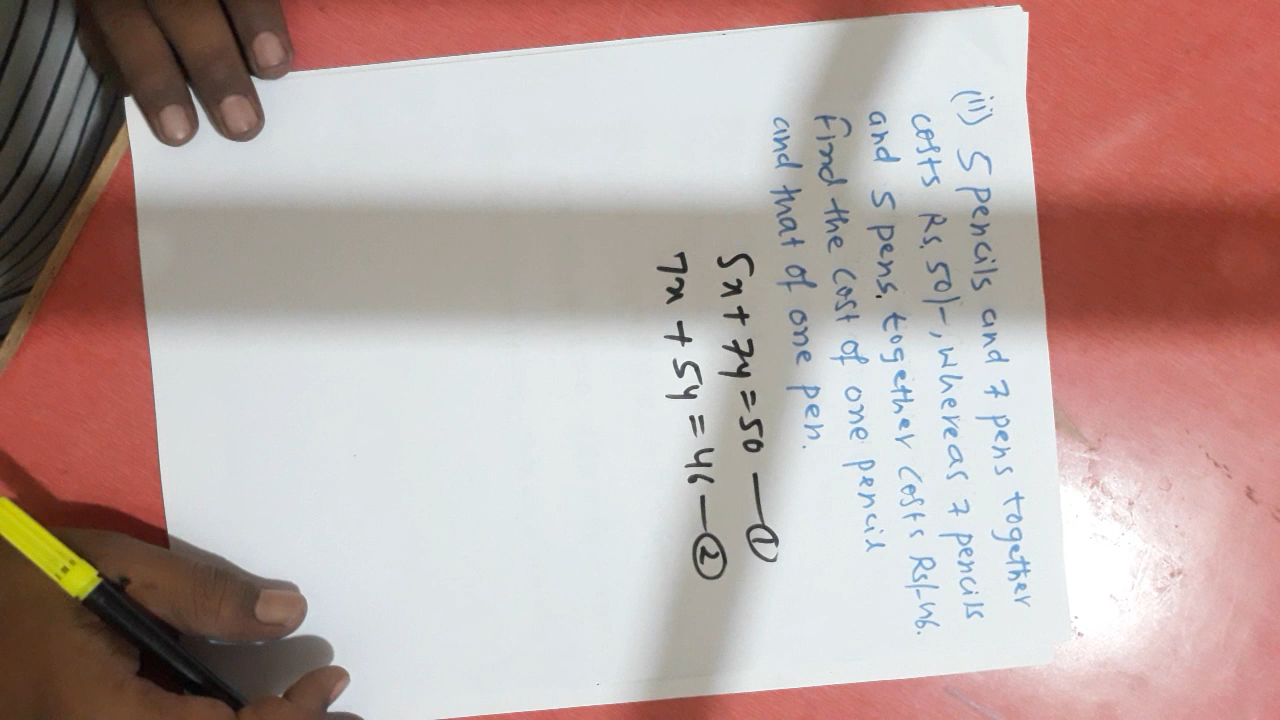 (ii) 5 pencils and 7 pens together
costs Rs. 50/-, whereas 7 pencils
and 5 pens. together costs Rs/-46.
find the cost of one pencil
and that of one pen.
5x + 7y = 50 — ①
7x + 5y = 46 — ②